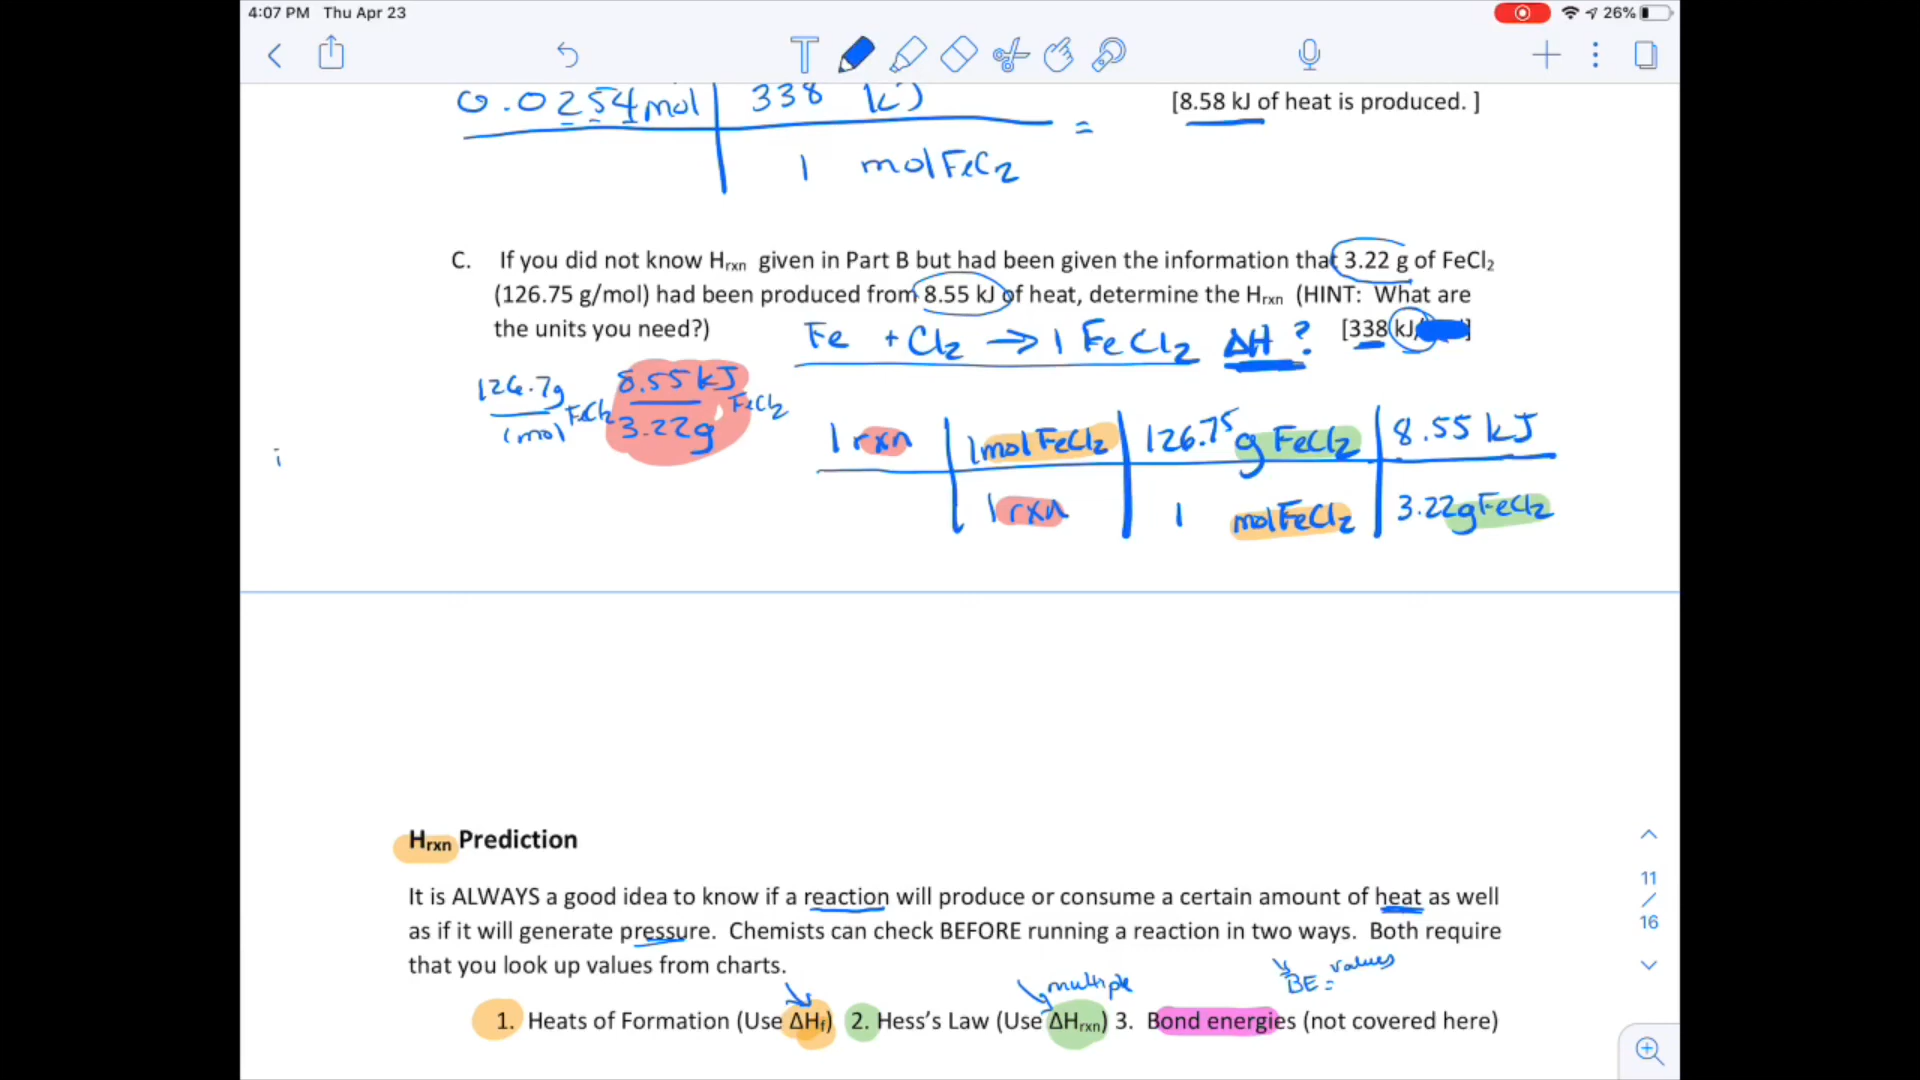 4:07 PM Thu Apr 23
26%
0.0254 mol 338 kJ =
1 mol FeCl2
[8.58 kJ of heat is produced. ]
C. If you did not know Hrxn given in Part B but had been given the information that 3.22 g of FeCl2
(126.75 g/mol) had been produced from 8.55 kJ of heat, determine the Hrxn (HINT: What are
the units you need?)
[338 kJ/ ]
Fe + Cl2 → 1 FeCl2 ΔH ?
126.7g FeCl2 8.55 kJ FeCl2
1 mol 3.22g
1 rxn 1mol FeCl2 126.75 g FeCl2 8.55 kJ
1 rxn 1 mol FeCl2 3.22g FeCl2
Hrxn Prediction
It is ALWAYS a good idea to know if a reaction will produce or consume a certain amount of heat as well
as if it will generate pressure. Chemists can check BEFORE running a reaction in two ways. Both require
that you look up values from charts.
multiple
BE = values
1. Heats of Formation (Use ΔHf) 2. Hess's Law (Use ΔHrxn) 3. Bond energies (not covered here)
11
/
16